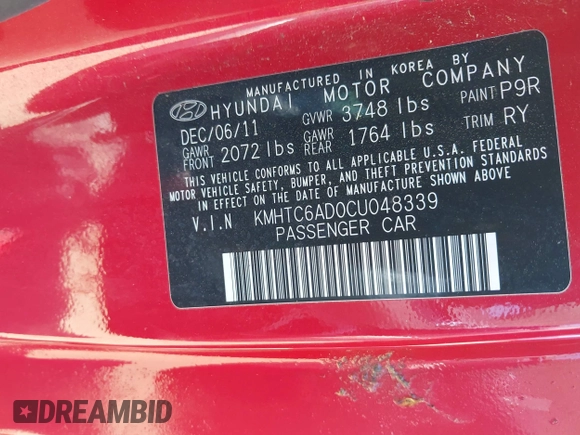 MANUFACTURED IN KOREA BY
HYUNDAI MOTOR COMPANY
DEC/06/11 GVWR 3748 lbs PAINT P9R
GAWR FRONT 2072 lbs GAWR REAR 1764 lbs TRIM RY
THIS VEHICLE CONFORMS TO ALL APPLICABLE U.S.A. FEDERAL
MOTOR VEHICLE SAFETY, BUMPER, AND THEFT PREVENTION STANDARDS
IN EFFECT ON THE DATE OF MANUFACTURE SHOWN ABOVE
V.I.N KMHTC6AD0CU048339
PASSENGER CAR
DREAMBID